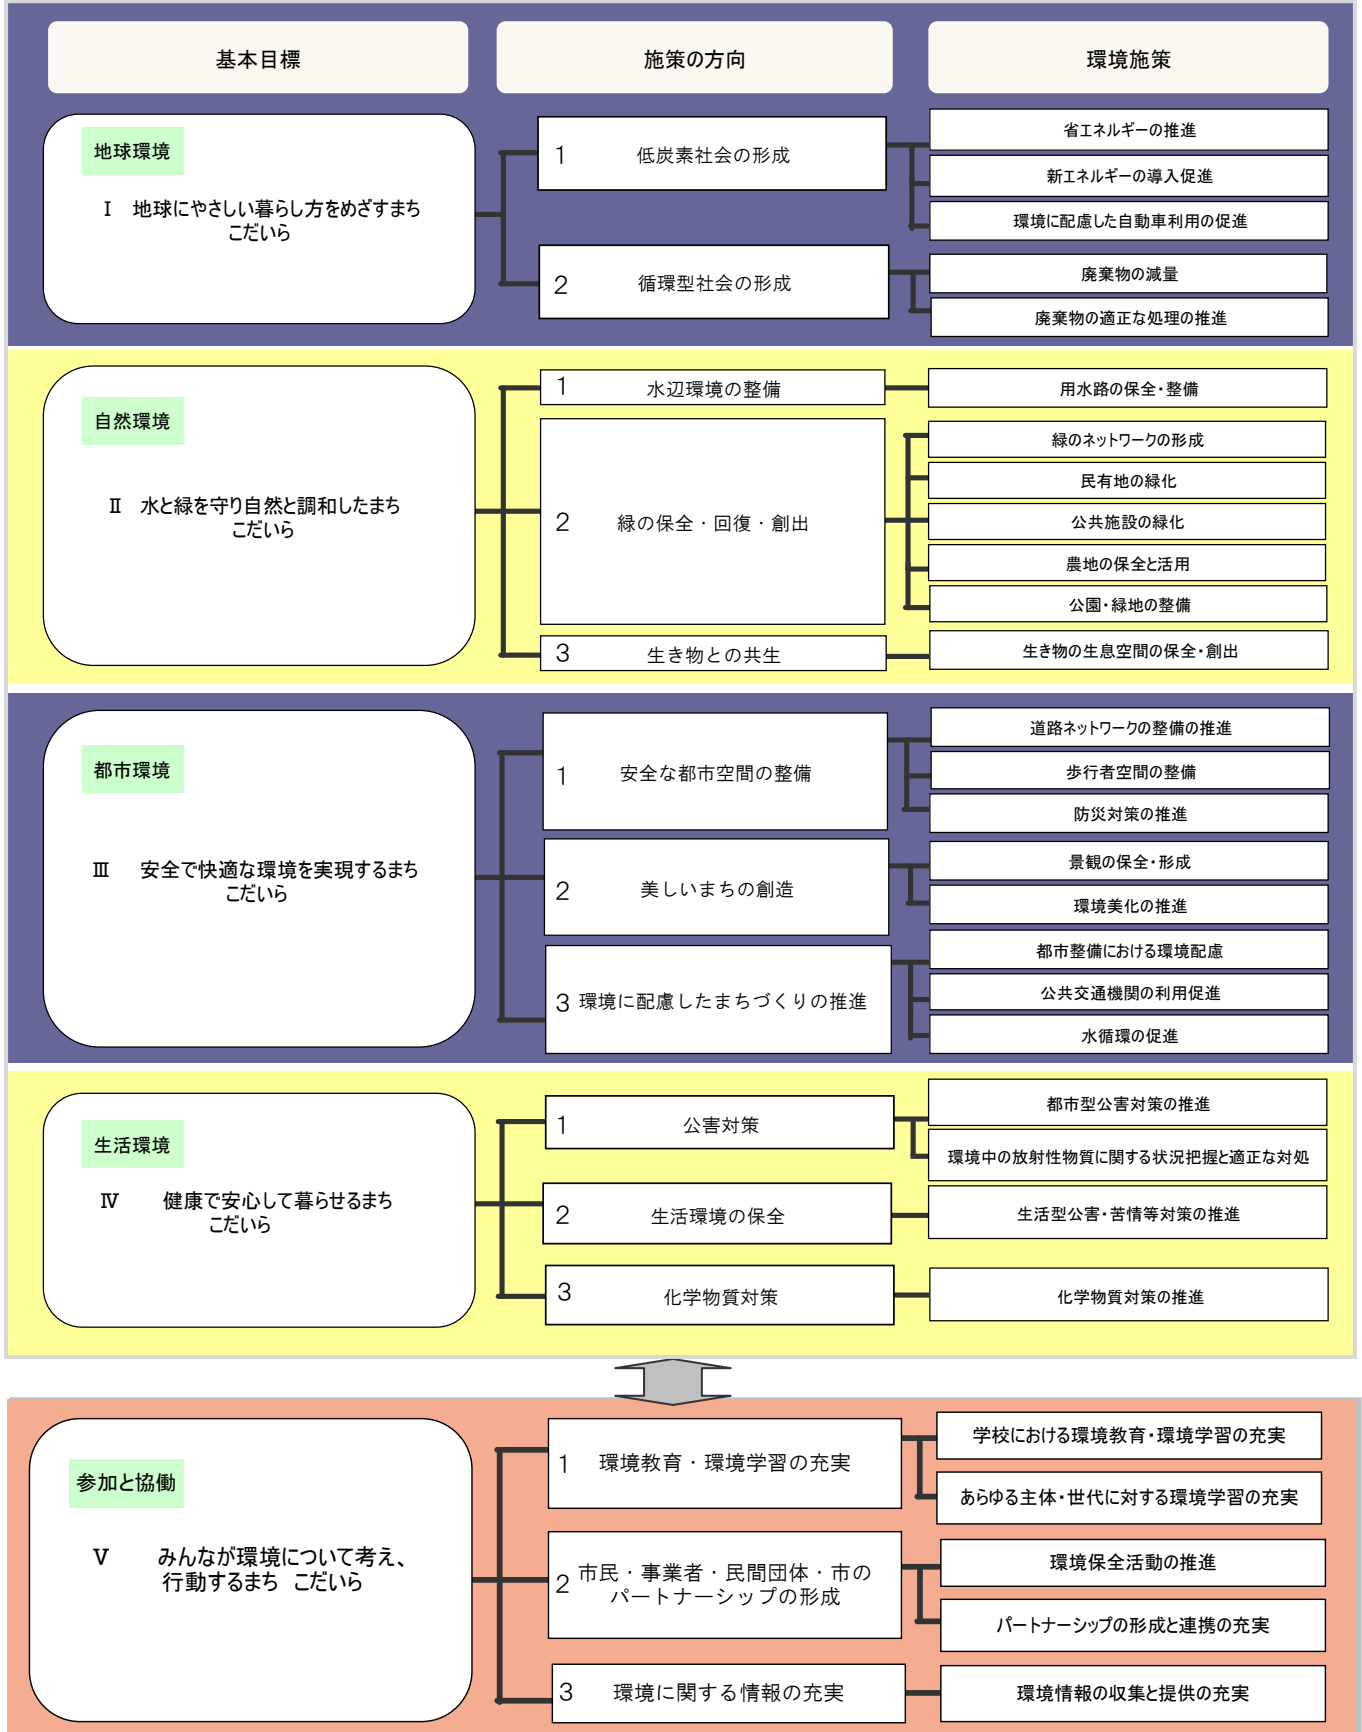 基本目標
施策の方向
環境施策
地球環境
Ⅰ 地球にやさしい暮らし方をめざすまち
こだいら
1 低炭素社会の形成
省エネルギーの推進
新エネルギーの導入促進
環境に配慮した自動車利用の促進
2 循環型社会の形成
廃棄物の減量
廃棄物の適正な処理の推進
自然環境
Ⅱ 水と緑を守り自然と調和したまち
こだいら
1 水辺環境の整備
用水路の保全・整備
2 緑の保全・回復・創出
緑のネットワークの形成
民有地の緑化
公共施設の緑化
農地の保全と活用
公園・緑地の整備
3 生き物との共生
生き物の生息空間の保全・創出
都市環境
Ⅲ 安全で快適な環境を実現するまち
こだいら
1 安全な都市空間の整備
道路ネットワークの整備の推進
歩行者空間の整備
防災対策の推進
2 美しいまちの創造
景観の保全・形成
環境美化の推進
3 環境に配慮したまちづくりの推進
都市整備における環境配慮
公共交通機関の利用促進
水循環の促進
生活環境
Ⅳ 健康で安心して暮らせるまち
こだいら
1 公害対策
都市型公害対策の推進
環境中の放射性物質に関する状況把握と適正な対処
2 生活環境の保全
生活型公害・苦情等対策の推進
3 化学物質対策
化学物質対策の推進
参加と協働
Ⅴ みんなが環境について考え、
行動するまち こだいら
1 環境教育・環境学習の充実
学校における環境教育・環境学習の充実
あらゆる主体・世代に対する環境学習の充実
2 市民・事業者・民間団体・市の
パートナーシップの形成
環境保全活動の推進
パートナーシップの形成と連携の充実
3 環境に関する情報の充実
環境情報の収集と提供の充実